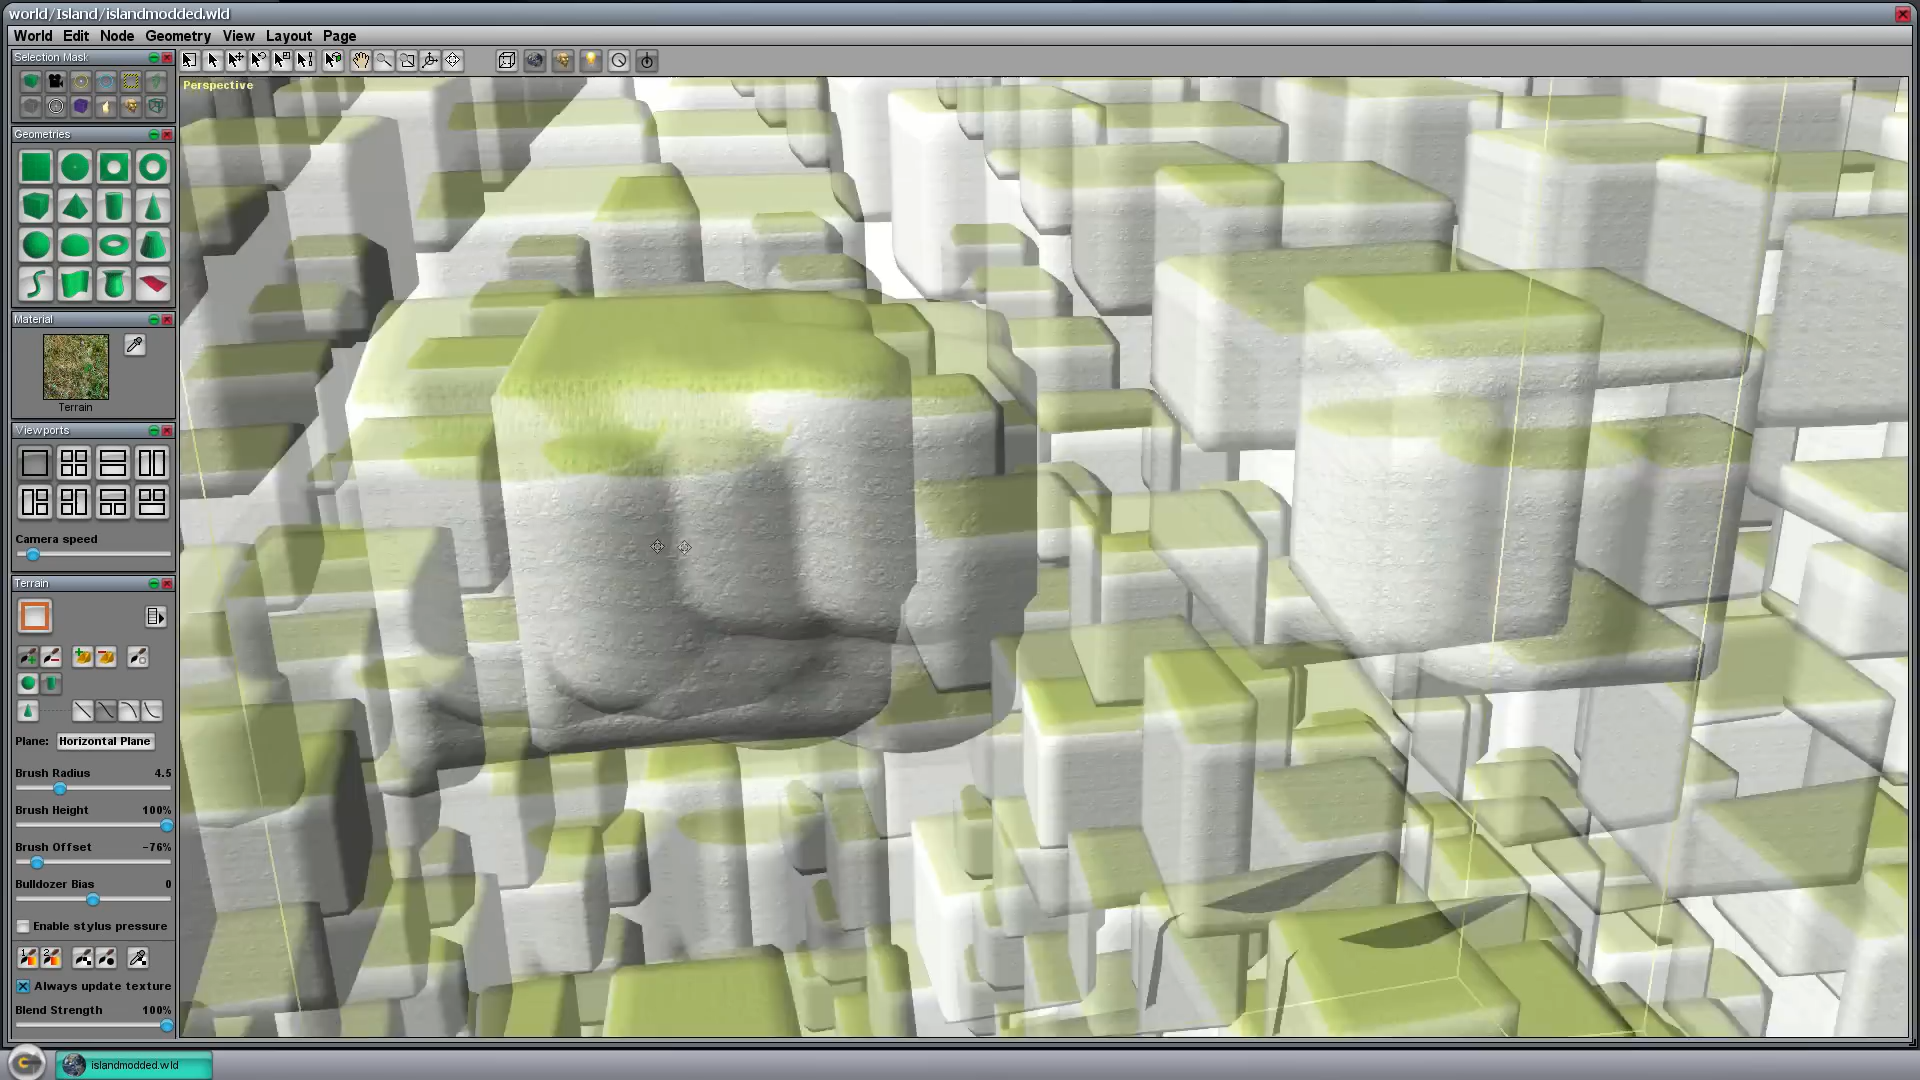 world/Island/islandmodded.wld
World Edit Node Geometry View Layout Page
Selection Mask
Perspective
Geometries
Material
Terrain
Viewports
Camera speed
Terrain
Plane: Horizontal Plane
Brush Radius 4.5
Brush Height 100%
Brush Offset -76%
Bulldozer Bias 0
Enable stylus pressure
1 2
Always update texture
Blend Strength 100%
islandmodded.wld